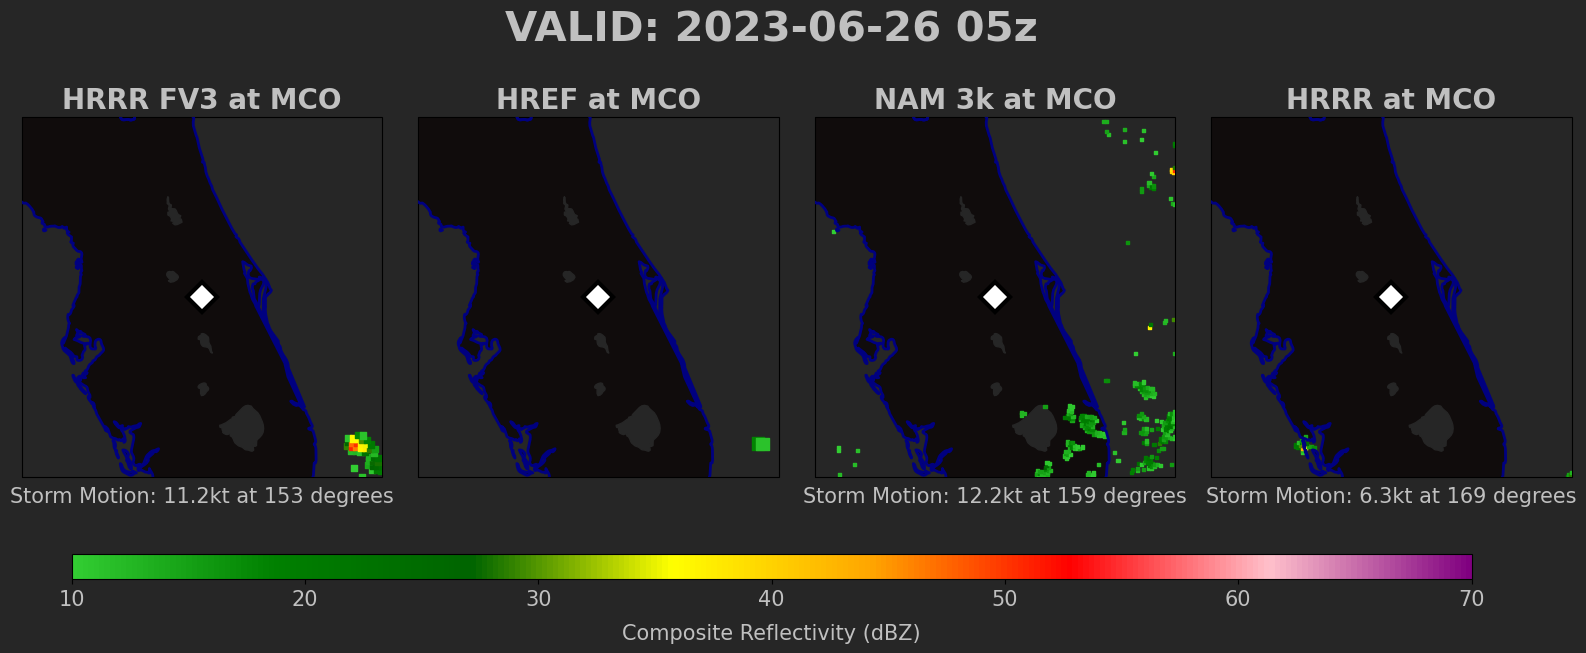 VALID: 2023-06-26 05z
HRRR FV3 at MCO
HREF at MCO
NAM 3k at MCO
HRRR at MCO
Storm Motion: 11.2kt at 153 degrees
Storm Motion: 12.2kt at 159 degrees
Storm Motion: 6.3kt at 169 degrees
10 20 30 40 50 60 70
Composite Reflectivity (dBZ)